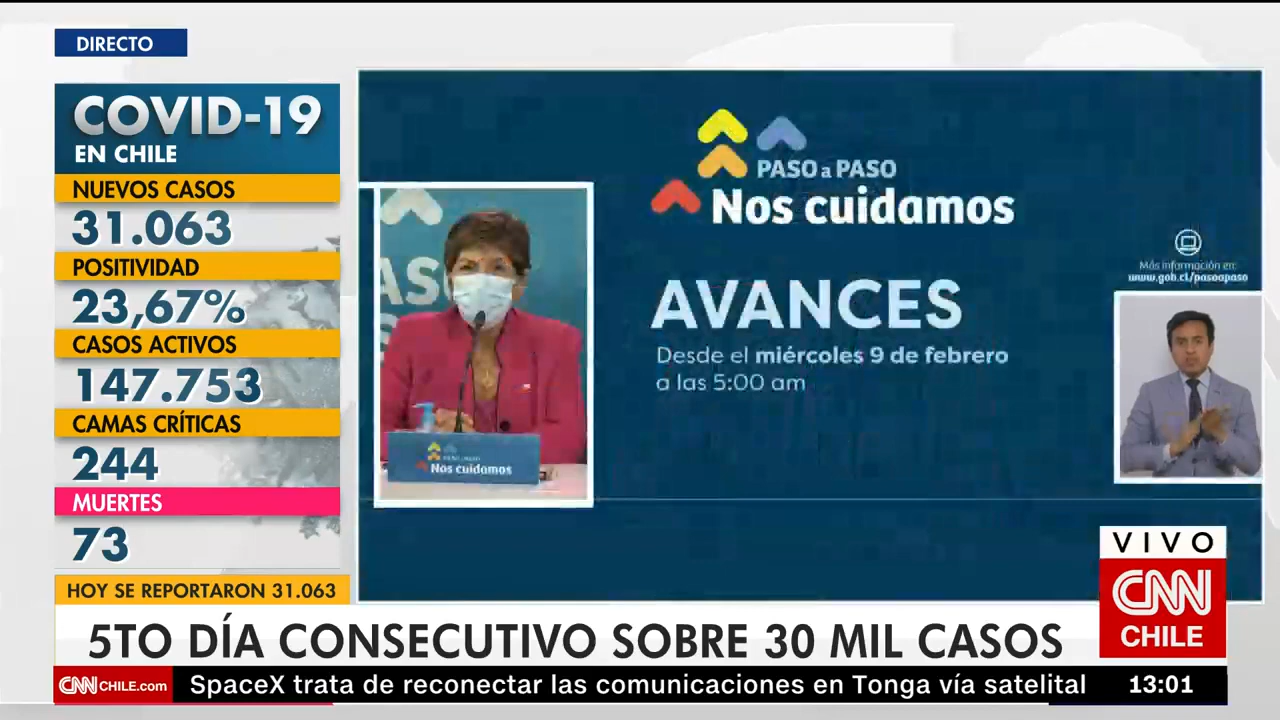 DIRECTO
COVID-19
EN CHILE
NUEVOS CASOS
31.063
POSITIVIDAD
23,67%
CASOS ACTIVOS
147.753
CAMAS CRÍTICAS
244
MUERTES
73
HOY SE REPORTARON 31.063
PASO a PASO
Nos cuidamos
AVANCES
Desde el miércoles 9 de febrero
a las 5:00 am
Más información en:
www.gob.cl/pasoapaso
Nos cuidamos
VIVO
CNN
CHILE
5TO DÍA CONSECUTIVO SOBRE 30 MIL CASOS
CNNCHILE.com
SpaceX trata de reconectar las comunicaciones en Tonga vía satelital
13:01